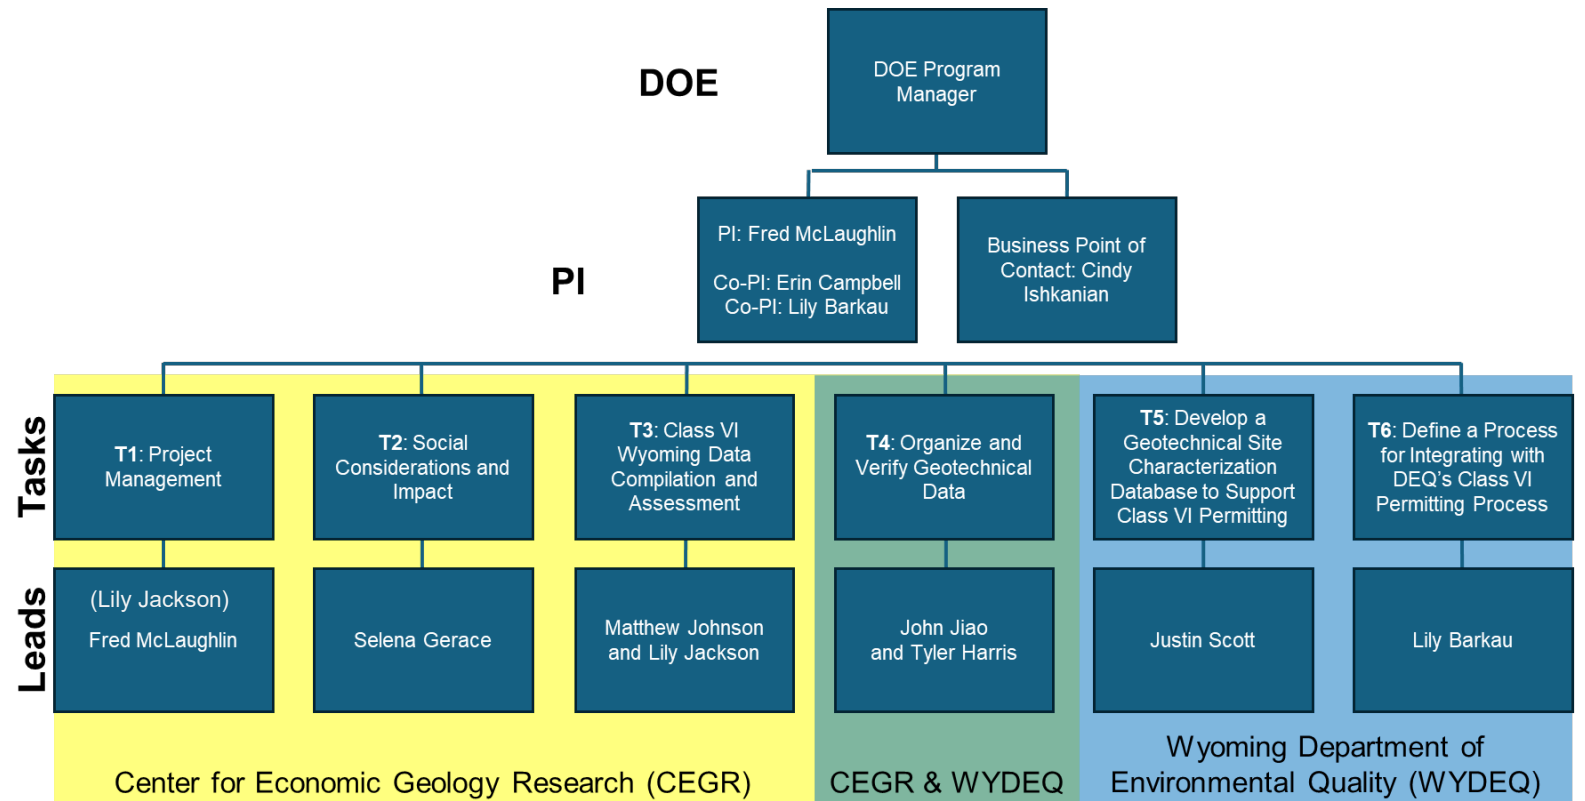 DOE
DOE Program
Manager
PI
PI: Fred McLaughlin
Co-PI: Erin Campbell
Co-PI: Lily Barkau
Business Point of
Contact: Cindy
Ishkanian
Tasks
T1: Project
Management
T2: Social
Considerations and
Impact
T3: Class VI
Wyoming Data
Compilation and
Assessment
T4: Organize and
Verify Geotechnical
Data
T5: Develop a
Geotechnical Site
Characterization
Database to Support
Class VI Permitting
T6: Define a Process
for Integrating with
DEQ’s Class VI
Permitting Process
Leads
(Lily Jackson)
Fred McLaughlin
Selena Gerace
Matthew Johnson
and Lily Jackson
John Jiao
and Tyler Harris
Justin Scott
Lily Barkau
Center for Economic Geology Research (CEGR)
CEGR & WYDEQ
Wyoming Department of
Environmental Quality (WYDEQ)